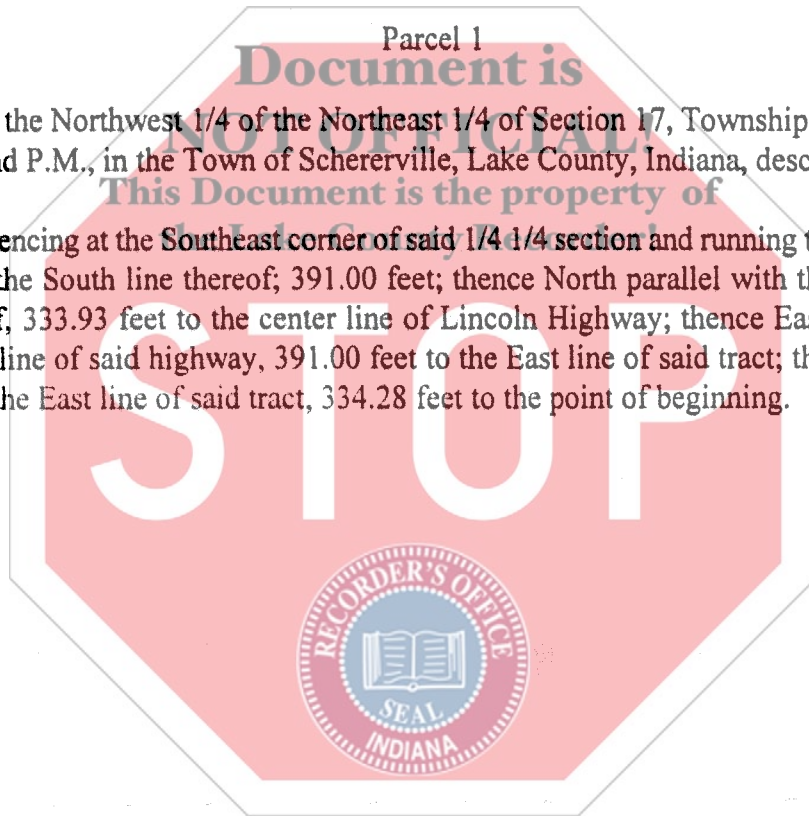 Parcel 1
Document is
the Northwest 1/4 of the Northeast 1/4 of Section 17, Township
NOT OFFICIAL!
P.M., in the Town of Schererville, Lake County, Indiana,
This Document is the property of
encing at the Southeast corner of said 1/4 1/4 section and running
the Lake County Recorder!
the South line thereof; 391.00 feet; thence North parallel with
333.93 feet to the center line of Lincoln Highway; thence
line of said highway, 391.00 feet to the East line of said tract;
he East line of said tract, 334.28 feet to the point of beginning.
STOP
RECORDER'S OFFICE
SEAL
INDIANA